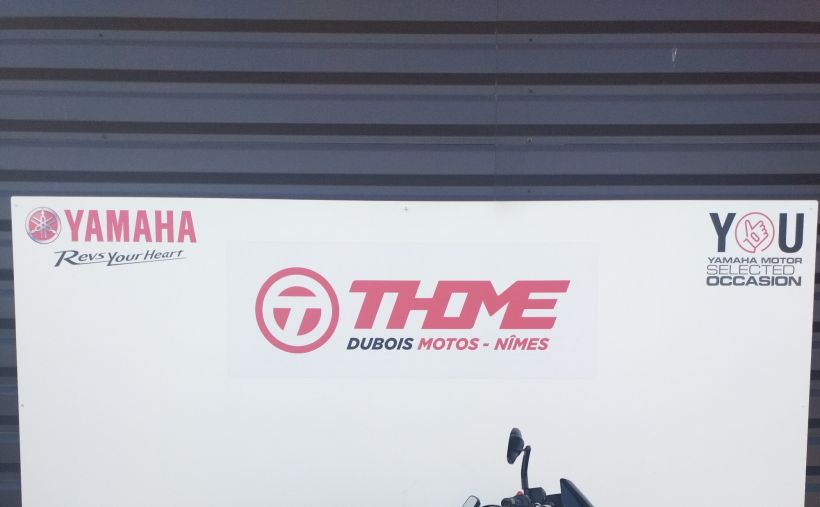 YAMAHA
Revs Your Heart
THOME
DUBOIS MOTOS - NÎMES
YOU
YAMAHA MOTOR
SELECTED
OCCASION